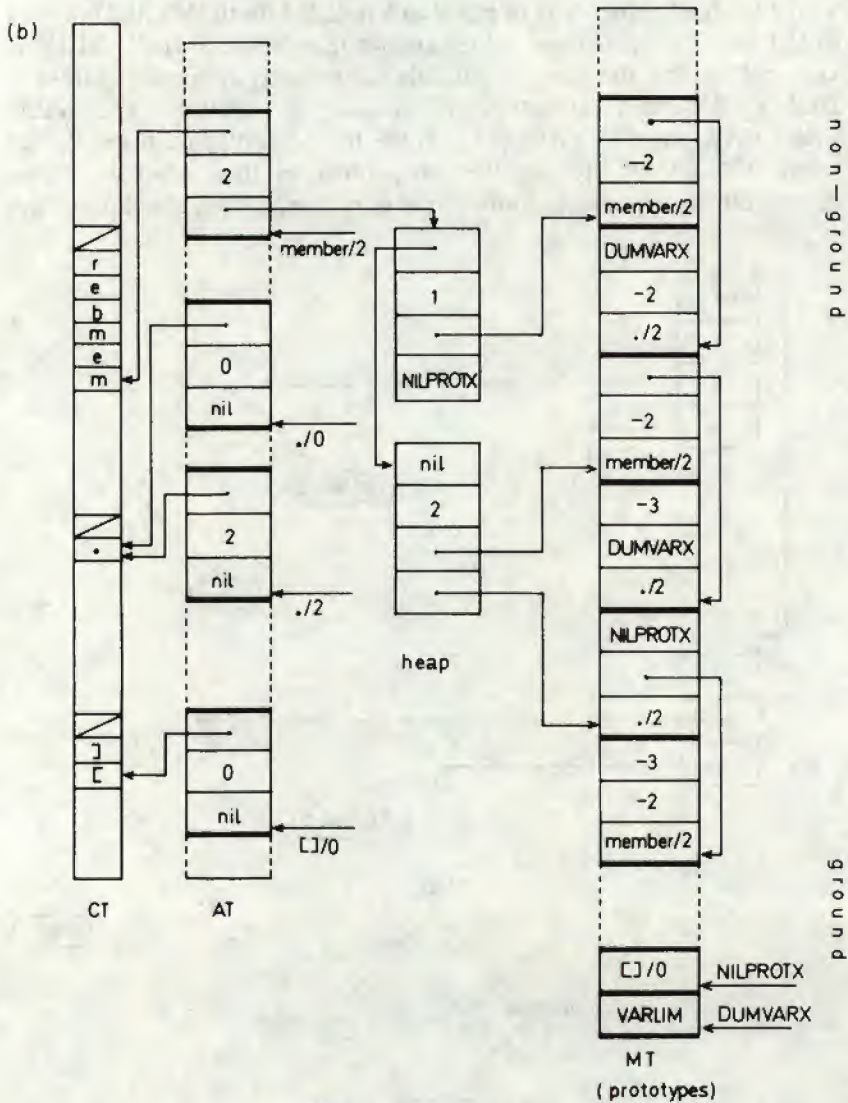 (b)
r
e
b
m
e
m
.
]
[
CT
2
member/2
0
nil
./0
2
nil
./2
0
nil
[]/0
AT
1
NILPROTX
nil
2
heap
-2
member/2
DUMVARX
-2
./2
-2
member/2
-3
DUMVARX
./2
NILPROTX
./2
-3
-2
member/2
[]/0
NILPROTX
VARLIM
DUMVARX
MT
(prototypes)
non-ground
ground